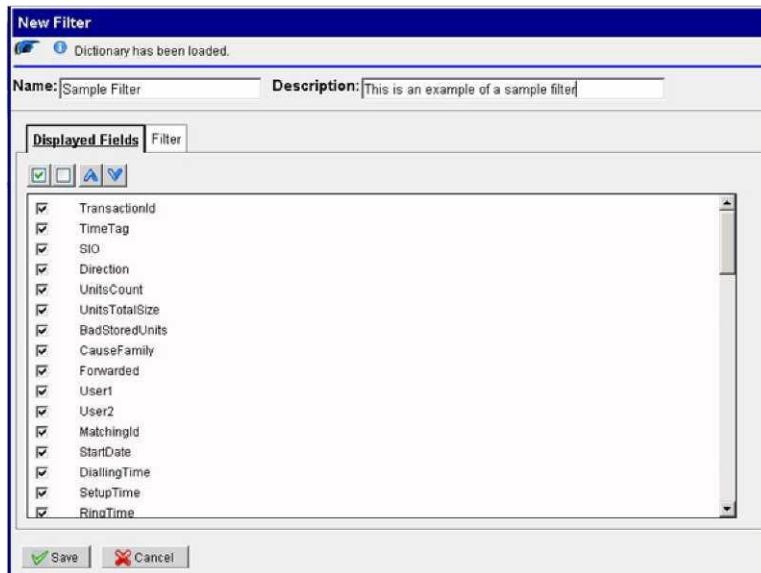 New Filter
Dictionary has been loaded.
Name: Sample Filter Description: This is an example of a sample filter
Displayed Fields Filter
TransactionId
TimeTag
SIO
Direction
UnitsCount
UnitsTotalSize
BadStoredUnits
CauseFamily
Forwarded
User1
User2
MatchingId
StartDate
DiallingTime
SetupTime
RingTime
Save Cancel